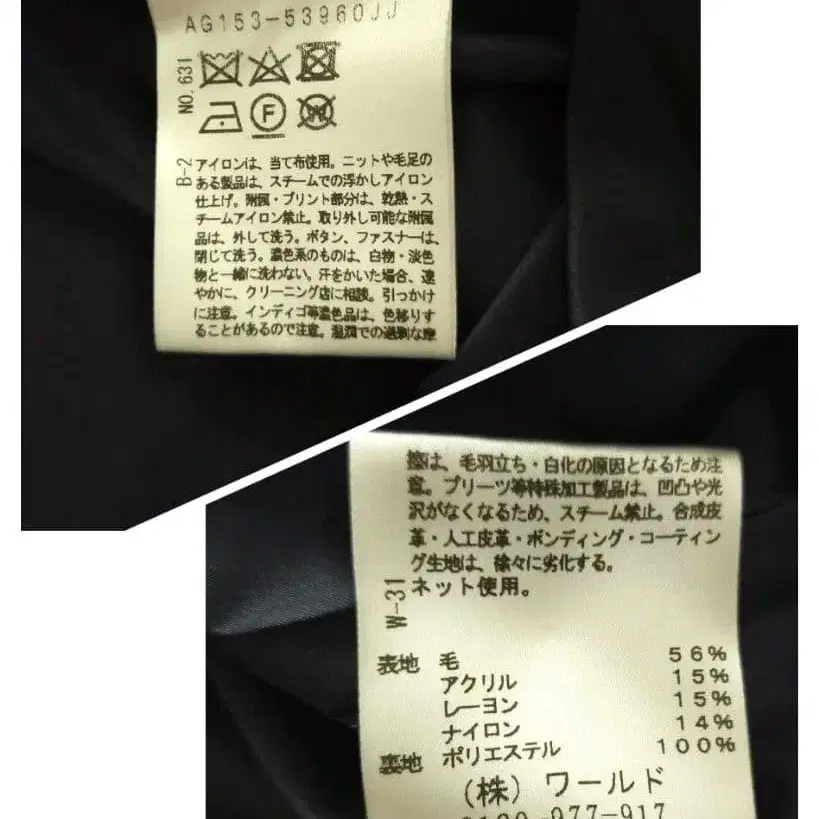 AG153-53960JJ
NO.631
F
W
B-2
アイロンは、当て布使用。ニットや毛足の
ある製品は、スチームでの浮かしアイロン
仕上げ。附属・プリント部分は、乾熱・ス
チームアイロン禁止。取り外し可能な附属
品は、外して洗う。ボタン、ファスナーは、
閉じて洗う。濃色系のものは、白物・淡色
物と一緒に洗わない。汗をかいた場合、速
やかに、クリーニング店に相談。引っかけ
に注意。インディゴ等濃色品は、色移りす
ることがあるので注意。湿潤での過剰な摩
擦は、毛羽立ち・白化の原因となるため注
意。プリーツ等特殊加工製品は、凹凸や光
沢がなくなるため、スチーム禁止。合成皮
革・人工皮革・ボンディング・コーティン
グ生地は、徐々に劣化する。
W-31
ネット使用。
表地 毛 56%
アクリル 15%
レーヨン 15%
ナイロン 14%
裏地 ポリエステル 100%
(株) ワールド
0120-977-917